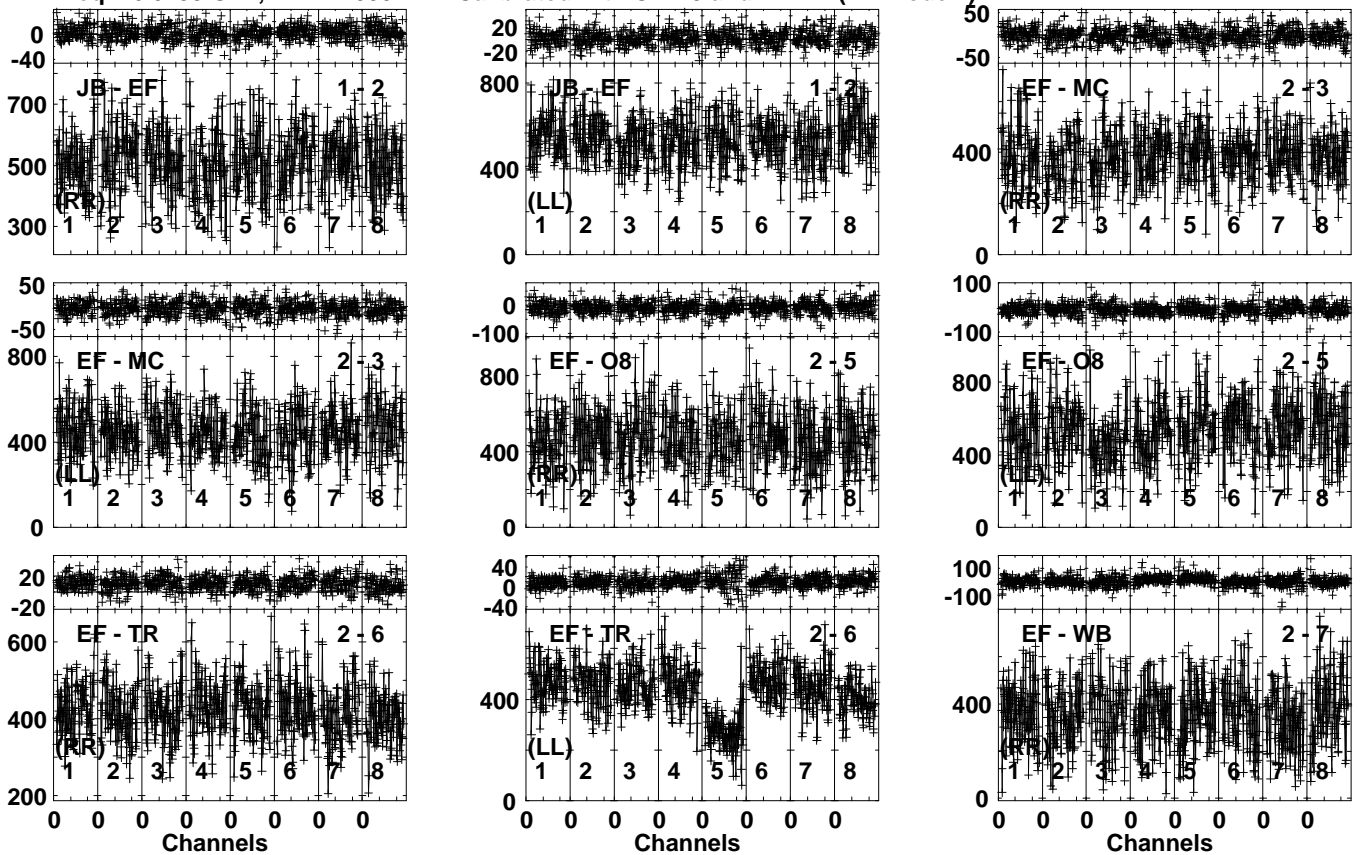 0 20 50
-40 -20 -50
JB - EF 1 - 2 JB - EF 1 - 2 EF - MC 2 - 3
700 800
500 400 400
(RR) (LL) (RR)
300 1 2 3 4 5 6 7 8 1 2 3 4 5 6 7 8 1 2 3 4 5 6 7 8
0 0
50 0 100
-50 -100 -100
EF - MC 2 - 3 EF - O8 2 - 5 EF - O8 2 - 5
800 800 800
400 400 400
(LL) (RR) (LL)
1 2 3 4 5 6 7 8 1 2 3 4 5 6 7 8 1 2 3 4 5 6 7 8
0 0 0
20 40 100
-20 0 -100
-40
EF - TR 2 - 6 EF - TR 2 - 6 EF - WB 2 - 7
600
400 400 400
(RR) (LL) (RR)
1 2 3 4 5 6 7 8 1 2 3 4 5 6 7 8 1 2 3 4 5 6 7 8
200 0 0
0 0 0 0 0 0 0 0 0 0 0 0 0 0 0 0 0 0 0 0 0 0 0 0
Channels Channels Channels